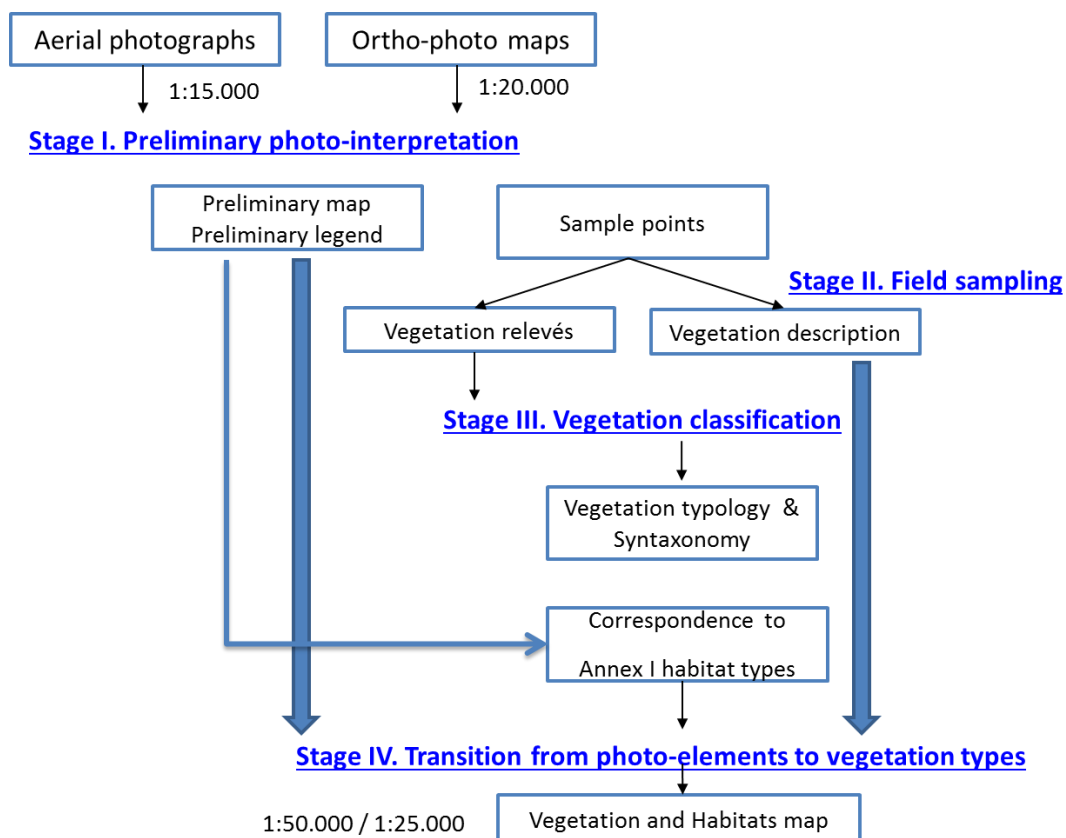 Aerial photographs
Ortho-photo maps
1:15.000
1:20.000
Stage I. Preliminary photo-interpretation
Preliminary map
Preliminary legend
Sample points
Stage II. Field sampling
Vegetation relevés
Vegetation description
Stage III. Vegetation classification
Vegetation typology &
Syntaxonomy
Correspondence to
Annex I habitat types
Stage IV. Transition from photo-elements to vegetation types
1:50.000 / 1:25.000
Vegetation and Habitats map